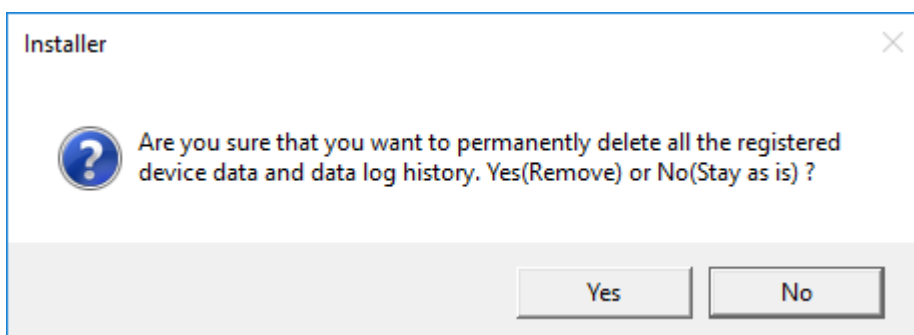 Installer
Are you sure that you want to permanently delete all the registered
device data and data log history. Yes(Remove) or No(Stay as is) ?
Yes
No